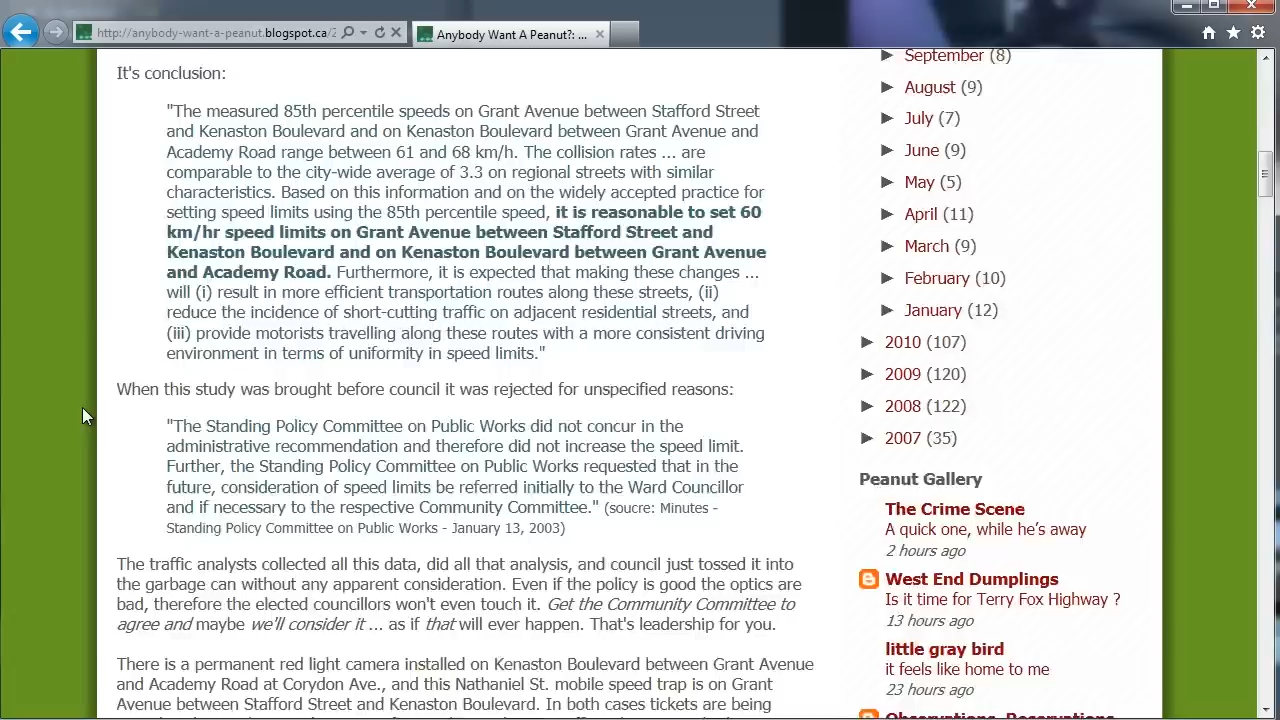 http://anybody-want-a-peanut.blogspot.ca/2
Anybody Want A Peanut?: ...
It's conclusion:
"The measured 85th percentile speeds on Grant Avenue between Stafford Street
and Kenaston Boulevard and on Kenaston Boulevard between Grant Avenue and
Academy Road range between 61 and 68 km/h. The collision rates ... are
comparable to the city-wide average of 3.3 on regional streets with similar
characteristics. Based on this information and on the widely accepted practice for
setting speed limits using the 85th percentile speed, it is reasonable to set 60
km/hr speed limits on Grant Avenue between Stafford Street and
Kenaston Boulevard and on Kenaston Boulevard between Grant Avenue
and Academy Road. Furthermore, it is expected that making these changes ...
will (i) result in more efficient transportation routes along these streets, (ii)
reduce the incidence of short-cutting traffic on adjacent residential streets, and
(iii) provide motorists travelling along these routes with a more consistent driving
environment in terms of uniformity in speed limits."
When this study was brought before council it was rejected for unspecified reasons:
"The Standing Policy Committee on Public Works did not concur in the
administrative recommendation and therefore did not increase the speed limit.
Further, the Standing Policy Committee on Public Works requested that in the
future, consideration of speed limits be referred initially to the Ward Councillor
and if necessary to the respective Community Committee." (soucre: Minutes -
Standing Policy Committee on Public Works - January 13, 2003)
The traffic analysts collected all this data, did all that analysis, and council just tossed it into
the garbage can without any apparent consideration. Even if the policy is good the optics are
bad, therefore the elected councillors won't even touch it. Get the Community Committee to
agree and maybe we'll consider it ... as if that will ever happen. That's leadership for you.
There is a permanent red light camera installed on Kenaston Boulevard between Grant Avenue
and Academy Road at Corydon Ave., and this Nathaniel St. mobile speed trap is on Grant
Avenue between Stafford Street and Kenaston Boulevard. In both cases tickets are being
September (8)
August (9)
July (7)
June (9)
May (5)
April (11)
March (9)
February (10)
January (12)
2010 (107)
2009 (120)
2008 (122)
2007 (35)
Peanut Gallery
The Crime Scene
A quick one, while he's away
2 hours ago
West End Dumplings
Is it time for Terry Fox Highway ?
13 hours ago
little gray bird
it feels like home to me
23 hours ago
Observations, Reservations